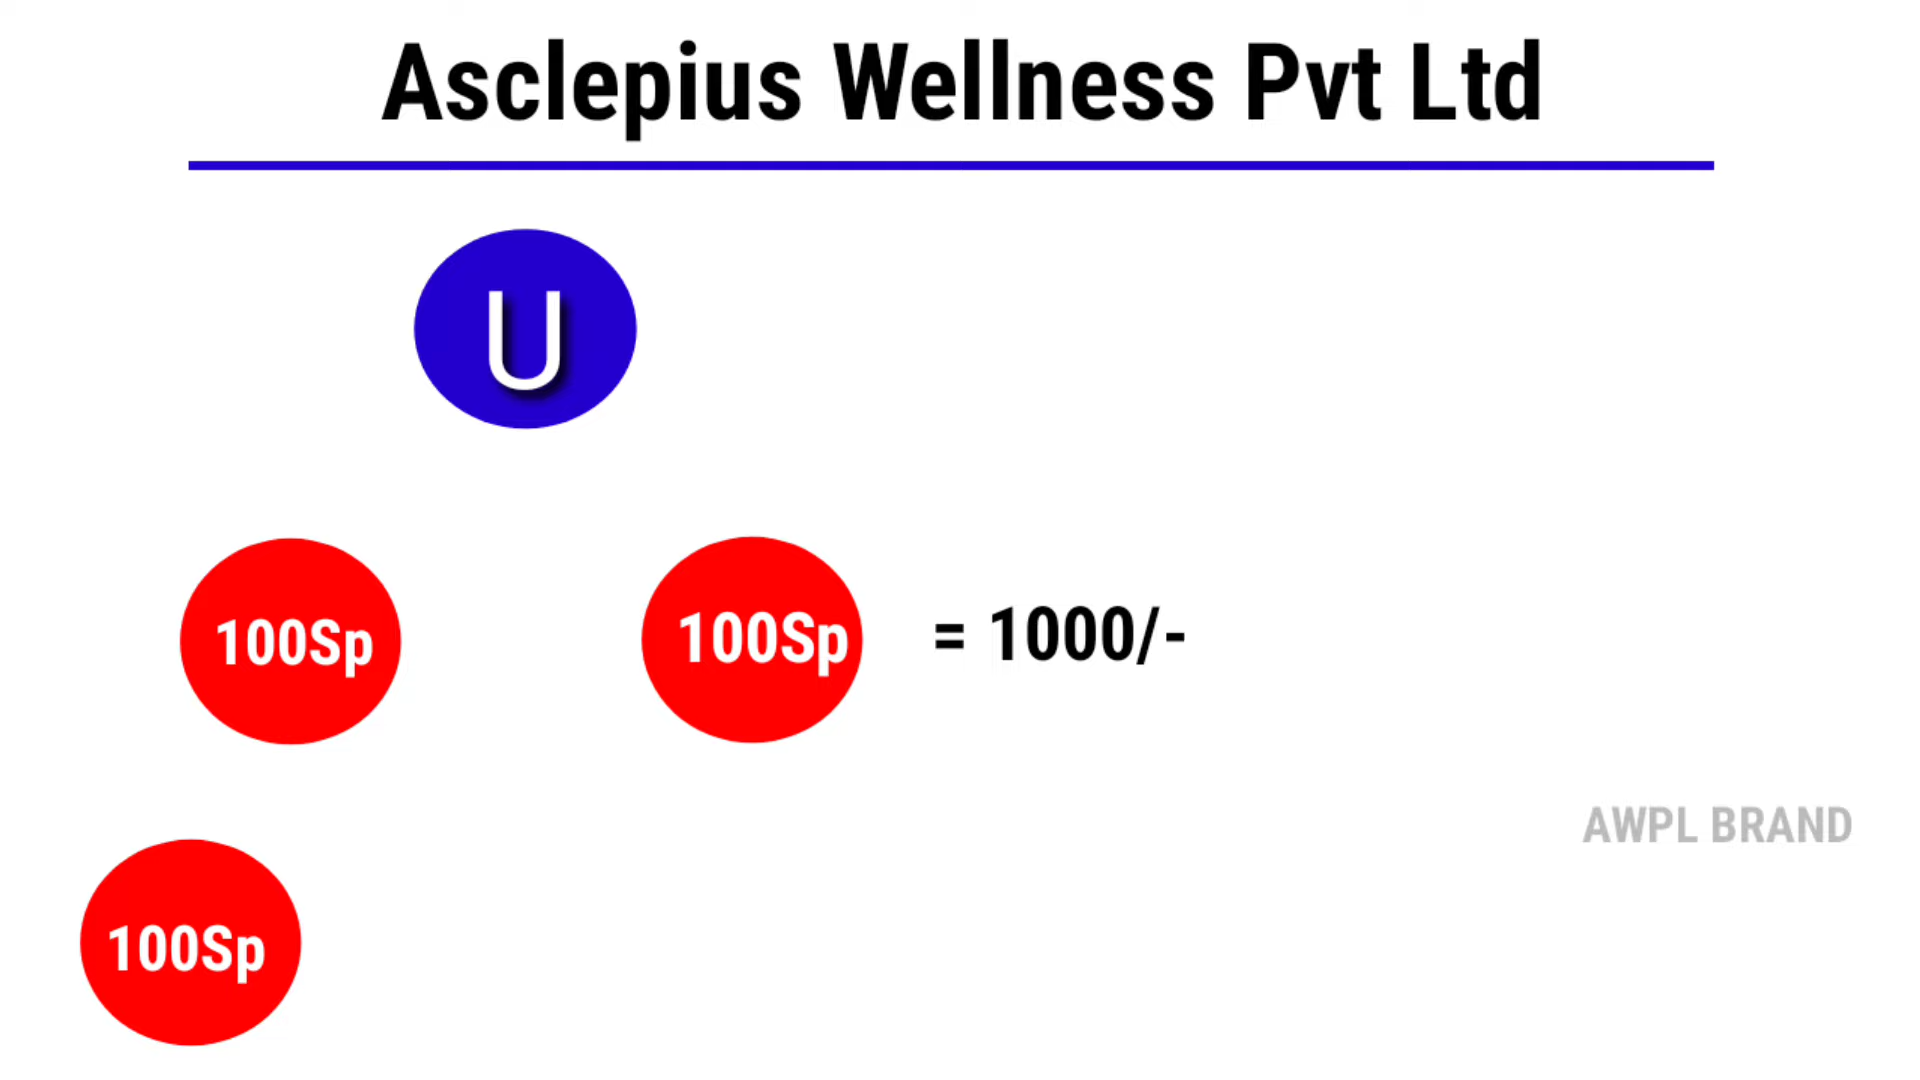 Asclepius Wellness Pvt Ltd
U
100Sp
100Sp
= 1000/-
AWPL BRAND
100Sp